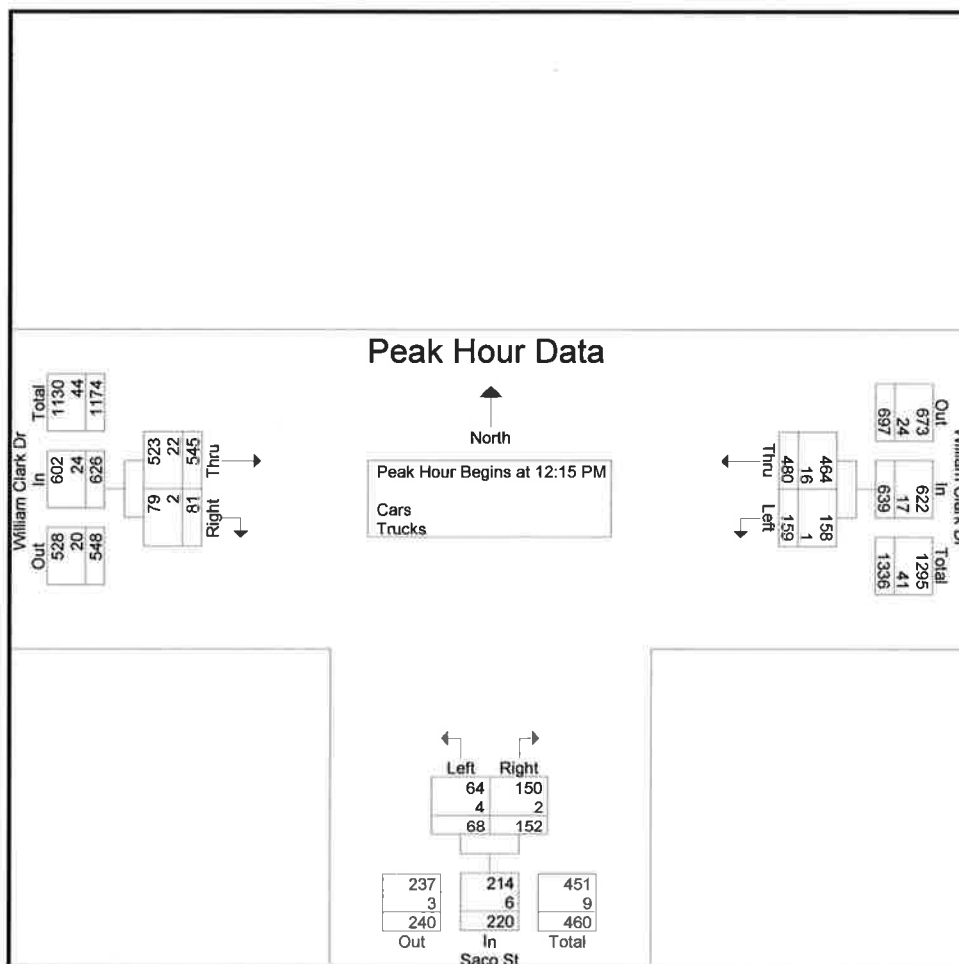 Peak Hour Data
North
Peak Hour Begins at 12:15 PM
Cars
Trucks
William Clark Dr
Total
1130
44
1174
In
602
24
626
Out
528
20
548
523
22
545
Thru
79
2
81
Right
William Clark Dr
Out
673
24
697
In
622
17
639
Total
1295
41
1336
464
16
480
Thru
158
1
159
Left
Left Right
64 150
4 2
68 152
237 214 451
3 6 9
240 220 460
Out In Total
Saco St